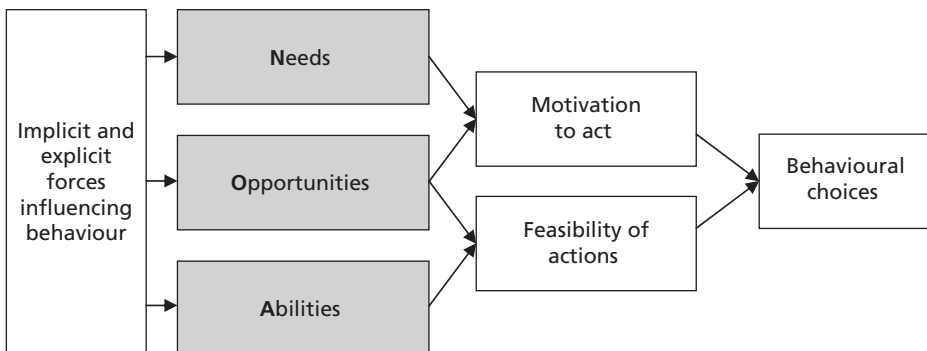 Implicit and
explicit
forces
influencing
behaviour
Needs
Opportunities
Abilities
Motivation
to act
Feasibility of
actions
Behavioural
choices